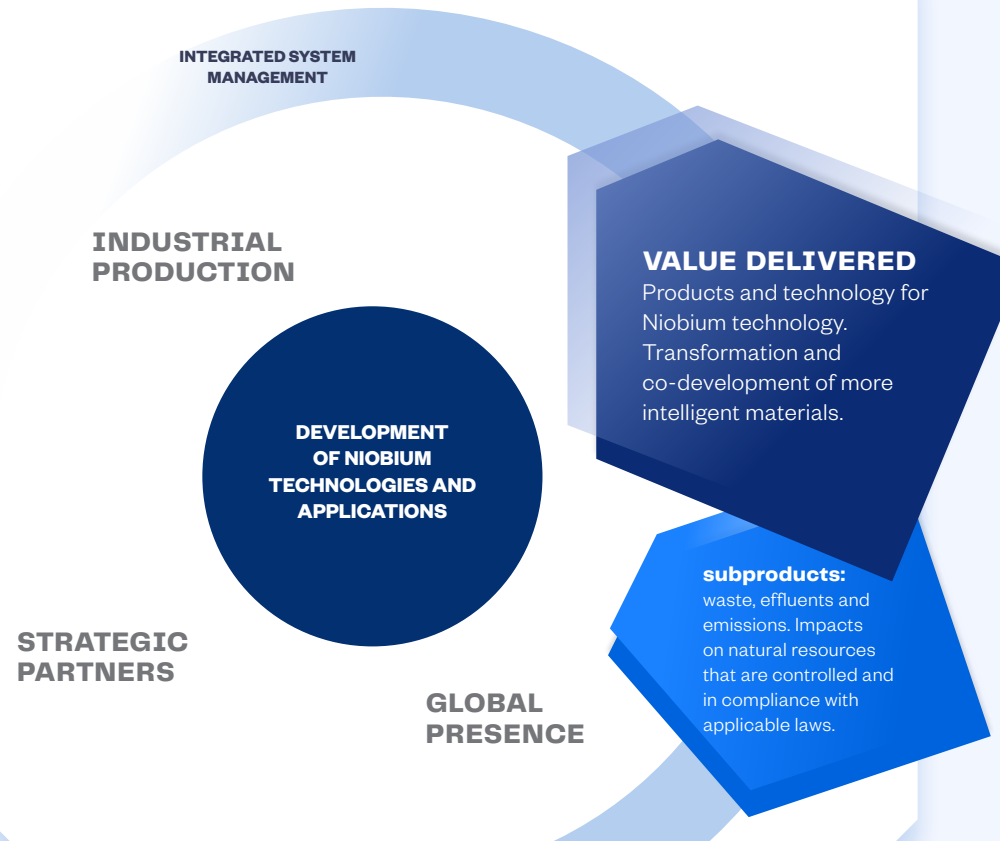 INTEGRATED SYSTEM
MANAGEMENT
INDUSTRIAL
PRODUCTION
VALUE DELIVERED
Products and technology for
Niobium technology.
Transformation and
co-development of more
intelligent materials.
DEVELOPMENT
OF NIOBIUM
TECHNOLOGIES AND
APPLICATIONS
subproducts:
waste, effluents and
emissions. Impacts
on natural resources
that are controlled and
in compliance with
applicable laws.
STRATEGIC
PARTNERS
GLOBAL
PRESENCE